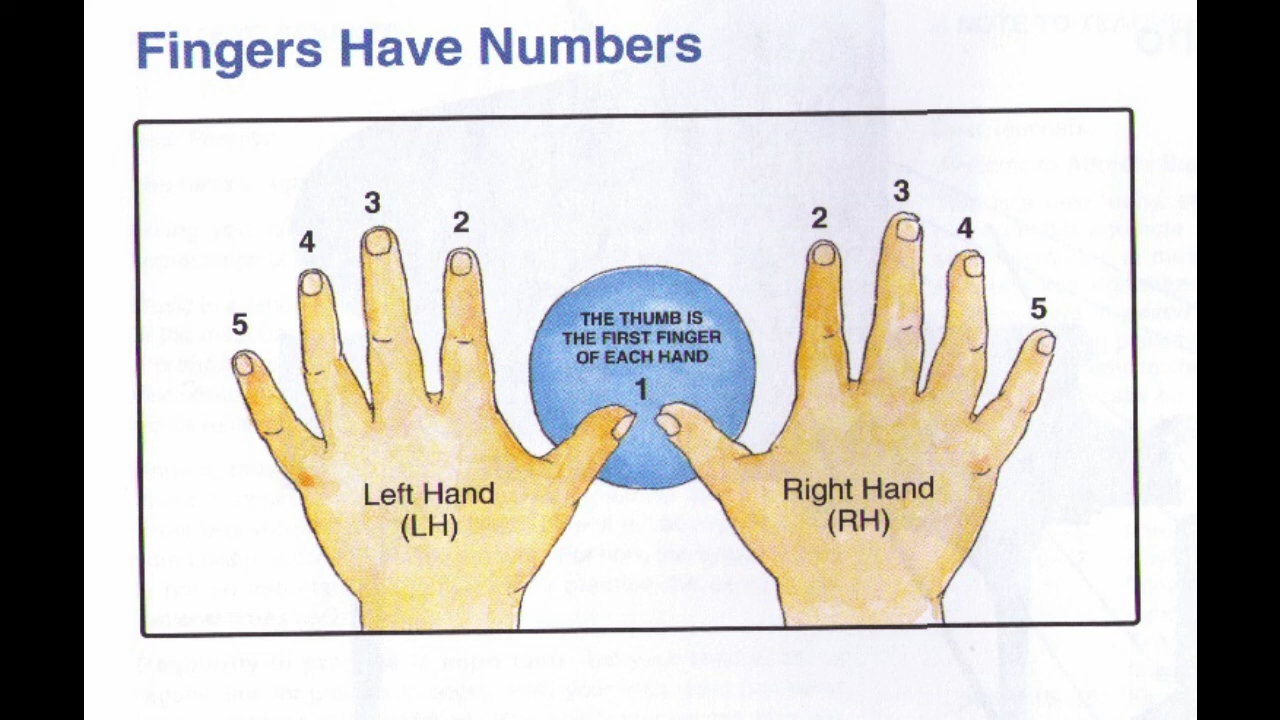 Fingers Have Numbers
3
2
4
5
2
3
4
5
THE THUMB IS
THE FIRST FINGER
OF EACH HAND
1
Left Hand
(LH)
Right Hand
(RH)